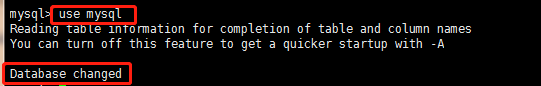 mysql> use mysql
Reading table information for completion of table and column names
You can turn off this feature to get a quicker startup with -A
Database changed